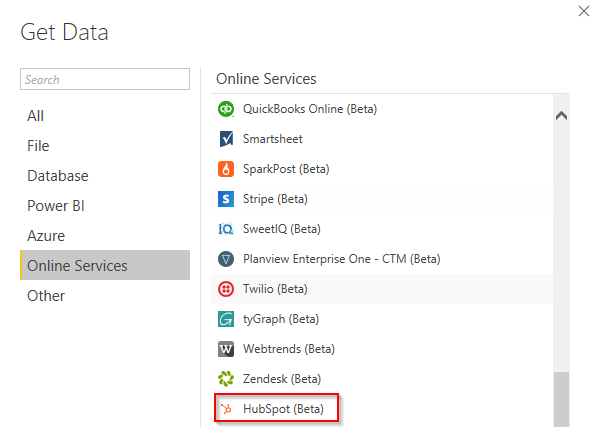 Get Data
Search
All
File
Database
Power BI
Azure
Online Services
Other
Online Services
qb QuickBooks Online (Beta)
Smartsheet
SparkPost (Beta)
S Stripe (Beta)
IQ SweetIQ (Beta)
Planview Enterprise One - CTM (Beta)
Twilio (Beta)
tyGraph (Beta)
W Webtrends (Beta)
Zendesk (Beta)
HubSpot (Beta)